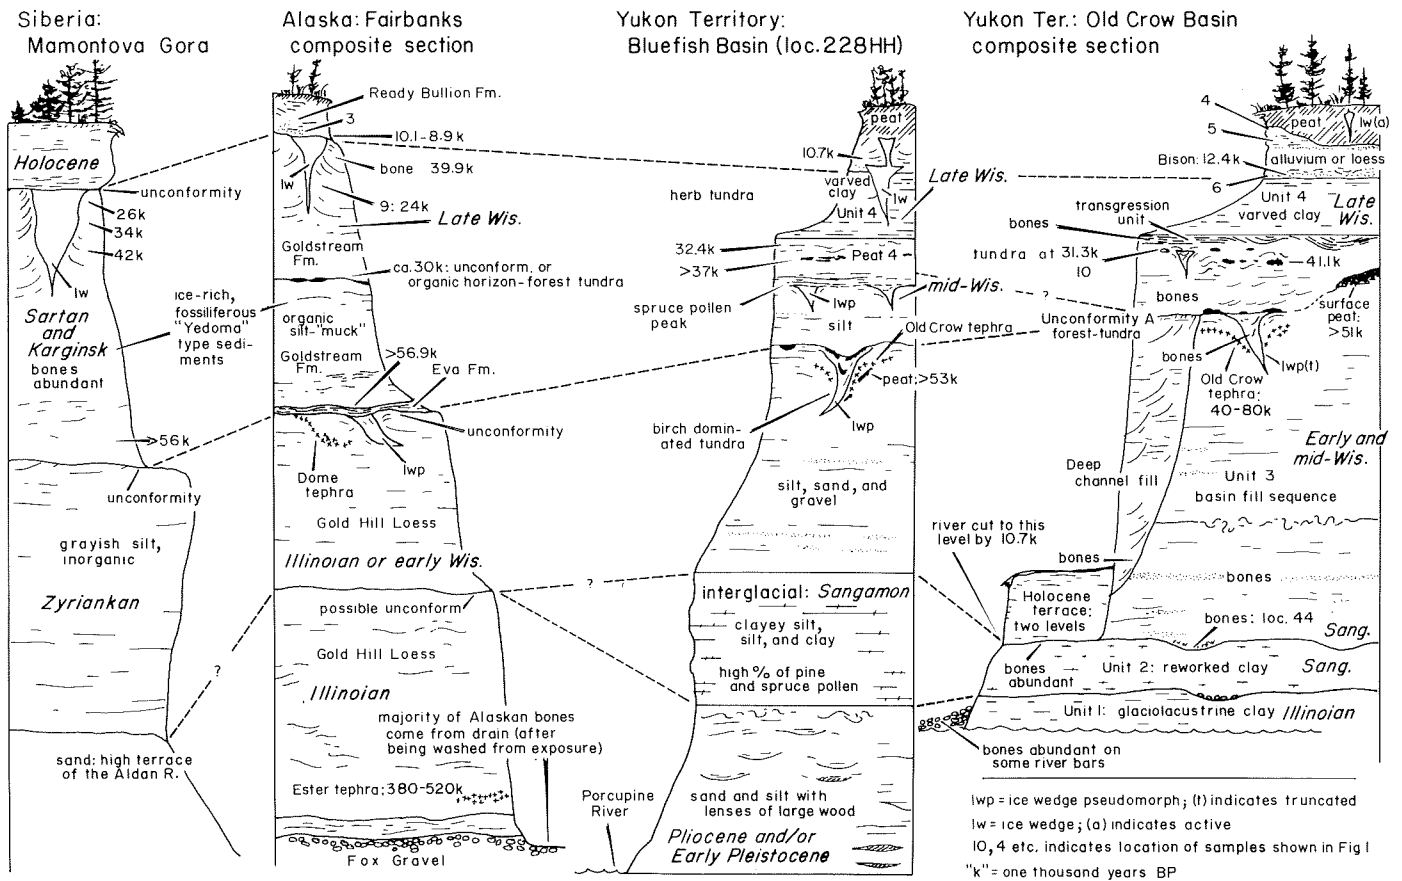 Siberia:
Mamontova Gora
Holocene
unconformity
26k
34k
42k
Iw
Sartan
and
Karginsk
bones
abundant
ice-rich,
fossiliferous
"Yedoma"
type sedi-
ments
>56k
unconformity
grayish silt,
inorganic
Zyriankan
?
sand: high terrace
of the Aldan R.
Alaska: Fairbanks
composite section
Ready Bullion Fm.
3
10.1-8.9k
bone 39.9k
Iw
9: 24k
Late Wis.
Goldstream
Fm.
ca.30k: unconform. or
organic horizon-forest tundra
organic
silt-"muck"
Goldstream
Fm.
>56.9k
Eva Fm.
unconformity
Iwp
Dome
tephra
Gold Hill Loess
Illinoian or early Wis.
possible unconform
Gold Hill Loess
Illinoian
majority of Alaskan bones
come from drain (after
being washed from exposure)
Ester tephra: 380-520k
Fox Gravel
?
Yukon Territory:
Bluefish Basin (loc. 228HH)
peat
10.7k
varved
clay
Iw
Unit 4
herb tundra
Late Wis.
32.4k
>37k
Peat 4
mid-Wis.
spruce pollen
peak
Iwp
silt
Old Crow tephra
peat: >53k
birch domin-
ated tundra
Iwp
silt, sand, and
gravel
interglacial: Sangamon
clayey silt,
silt, and clay
high % of pine
and spruce pollen
sand and silt with
lenses of large wood
Porcupine
River
Pliocene and/or
Early Pleistocene
Yukon Ter.: Old Crow Basin
composite section
4
peat
Iw(a)
5
Bison: 12.4k
alluvium or loess
6
Unit 4
varved clay
Late
Wis.
transgression
unit
bones
tundra at 31.3k
10
41.1k
bones
?
surface
peat:
>51k
Unconformity A
forest-tundra
bones
Iwp(t)
Old Crow
tephra:
40-80k
Early and
mid-Wis.
Deep
channel fill
Unit 3
basin fill sequence
river cut to this
level by 10.7k
bones
bones
Holocene
terrace;
two levels
bones: loc. 44
Sang.
bones
abundant
Unit 2: reworked clay
Sang.
Unit 1: glaciolacustrine clay
Illinoian
bones abundant on
some river bars
Iwp = ice wedge pseudomorph; (t) indicates truncated
Iw = ice wedge; (a) indicates active
10, 4 etc. indicates location of samples shown in Fig 1
"k" = one thousand years BP